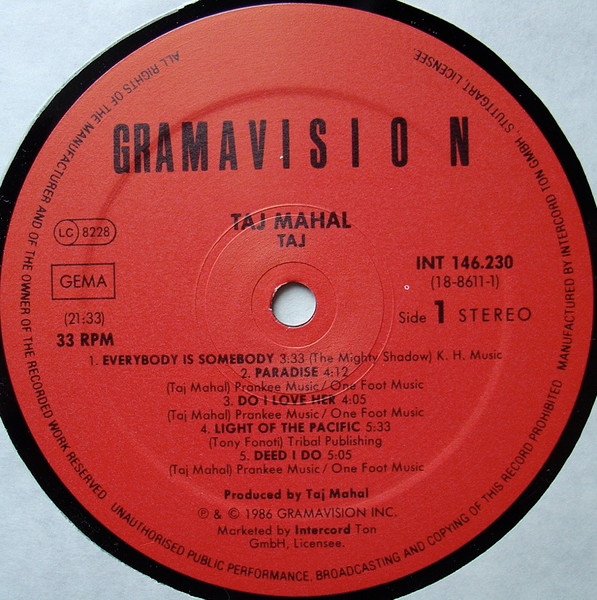 GRAMAVISION
TAJ MAHAL
TAJ
LC 8228
GEMA
(21:33)
33 RPM
INT 146.230
(18-8611-1)
Side 1 STEREO
1. EVERYBODY IS SOMEBODY 3:33 (The Mighty Shadow) K. H. Music
2. PARADISE 4:12
(Taj Mahal) Prankee Music/One Foot Music
3. DO I LOVE HER 4:05
(Taj Mahal) Prankee Music/One Foot Music
4. LIGHT OF THE PACIFIC 5:33
(Tony Fonoti) Tribal Publishing
5. DEED I DO 5:05
(Taj Mahal) Prankee Music/One Foot Music
Produced by Taj Mahal
℗ & © 1986 GRAMAVISION INC.
Marketed by Intercord Ton
GmbH, Licensee.
ALL RIGHTS OF THE MANUFACTURER AND OF THE OWNER OF THE RECORDED WORK RESERVED UNAUTHORISED PUBLIC PERFORMANCE, BROADCASTING AND COPYING OF THIS RECORD PROHIBITED MANUFACTURED BY INTERCORD TON GMBH, STUTTGART, LICENSEE.